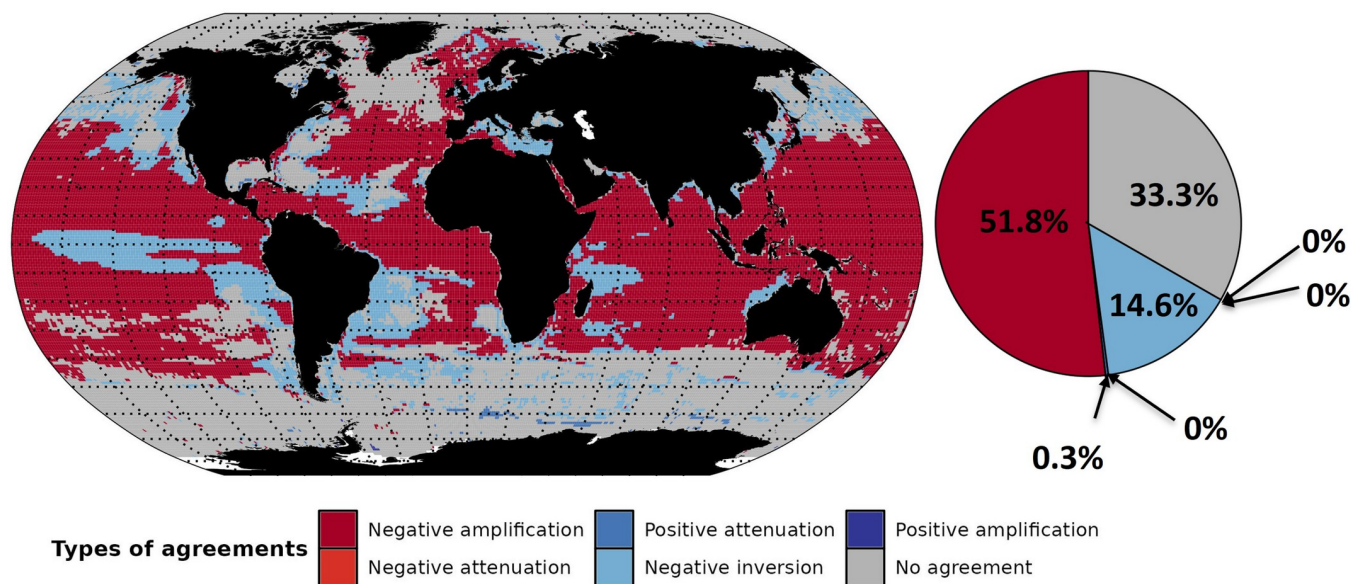 33.3%
51.8%
0%
0%
14.6%
0%
0.3%
Types of agreements
Negative amplification
Positive attenuation
Positive amplification
Negative attenuation
Negative inversion
No agreement